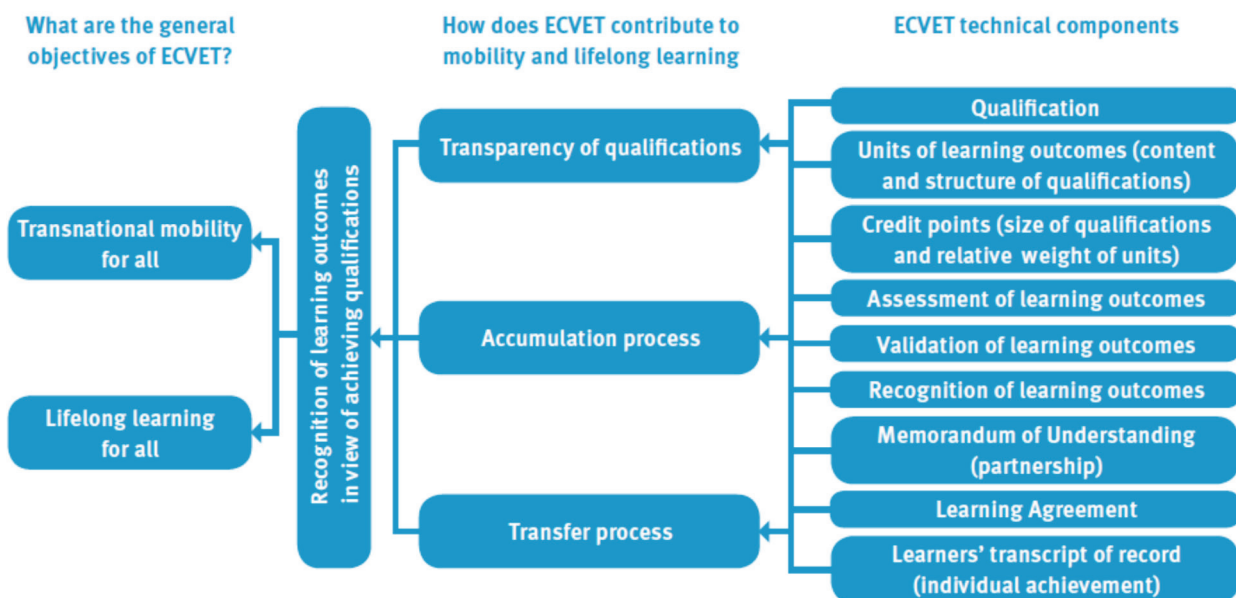 What are the general
objectives of ECVET?
How does ECVET contribute to
mobility and lifelong learning
ECVET technical components
Transnational mobility
for all
Lifelong learning
for all
Recognition of learning outcomes
in view of achieving qualifications
Transparency of qualifications
Accumulation process
Transfer process
Qualification
Units of learning outcomes (content
and structure of qualifications)
Credit points (size of qualifications
and relative weight of units)
Assessment of learning outcomes
Validation of learning outcomes
Recognition of learning outcomes
Memorandum of Understanding
(partnership)
Learning Agreement
Learners’ transcript of record
(individual achievement)